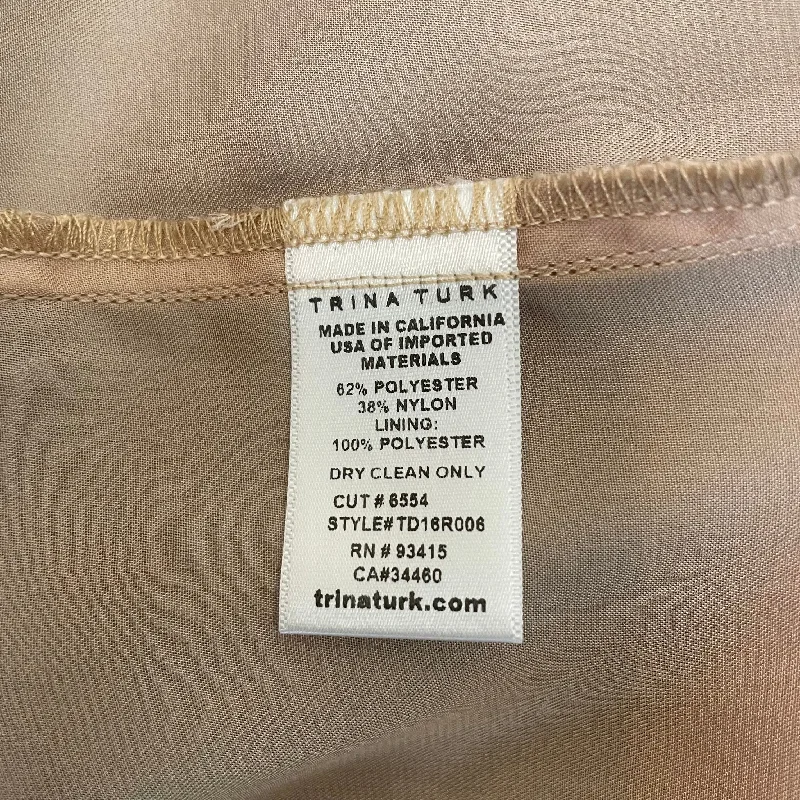 TRINA TURK
MADE IN CALIFORNIA
USA OF IMPORTED
MATERIALS
62% POLYESTER
38% NYLON
LINING:
100% POLYESTER
DRY CLEAN ONLY
CUT # 6554
STYLE# TD16R006
RN # 93415
CA#34460
trinaturk.com